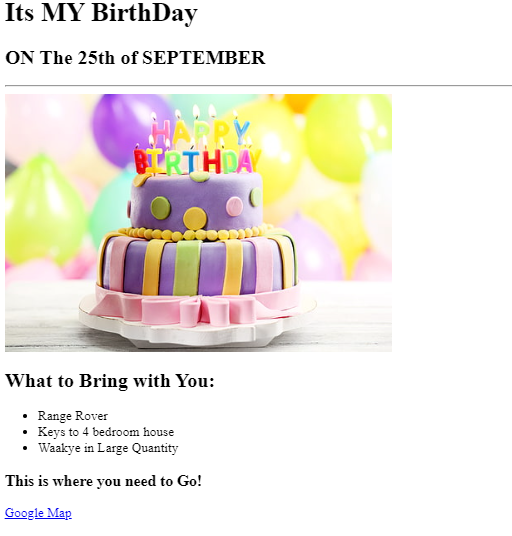 Its MY BirthDay
ON The 25th of SEPTEMBER
HAPPY
BIRTHDAY
What to Bring with You:
Range Rover
Keys to 4 bedroom house
Waakye in Large Quantity
This is where you need to Go!
Google Map